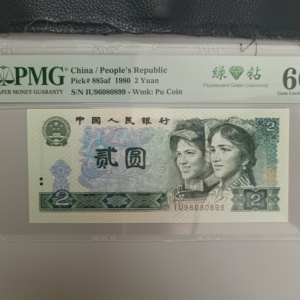 PMG
PAPER MONEY GUARANTY
China / People's Republic
Pick# 885af 1980 2 Yuan
S/N IU96080899 - Wmk: Pu Coin
绿钻
Fluorescent Green Diamonds
66
中国人民银行
贰圆
2
2
IU96080899